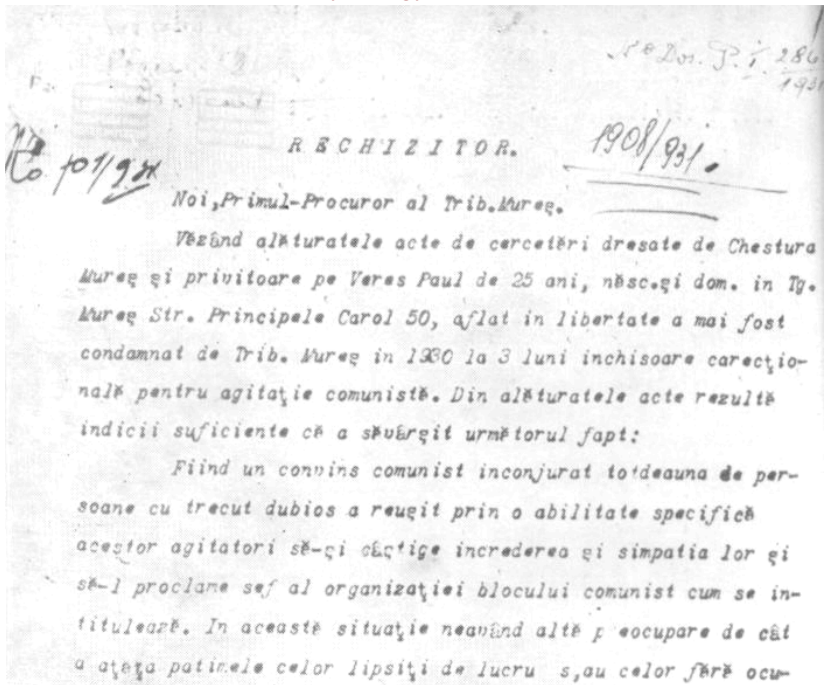 No Dos. P. I. 286
1931
1908/931.
RECHIZITOR.
Noi,Primul-Procuror al Trib.Mureş.
Văzând alăturatele acte de cercetări dresate de Chestura
Mureş şi privitoare pe Veres Paul de 25 ani, născ.şi dom. in Tg.
Mureş Str. Principele Carol 50, aflat in libertate a mai fost
condamnat de Trib. Mureş in 1930 la 3 luni inchisoare carecţio-
nală pentru agitaţie comunistă. Din alăturatele acte rezultă
indicii suficiente că a săvârşit următorul fapt:
Fiind un convins comunist inconjurat totdeauna de per-
soane cu trecut dubios a reuşit prin o abilitate specifică
acestor agitatori să-şi câştige increderea şi simpatia lor şi
să-l proclame sef al organizaţiei blocului comunist cum se in-
titulează. In această situaţie neavând altă p eocupare de cât
a aţâţa patimele celor lipsiţi de lucru s,au celor fără ocu-